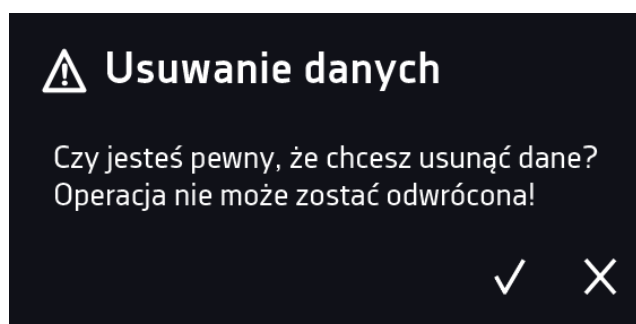 Usuwanie danych
Czy jesteś pewny, że chcesz usunąć dane?
Operacja nie może zostać odwrócona!